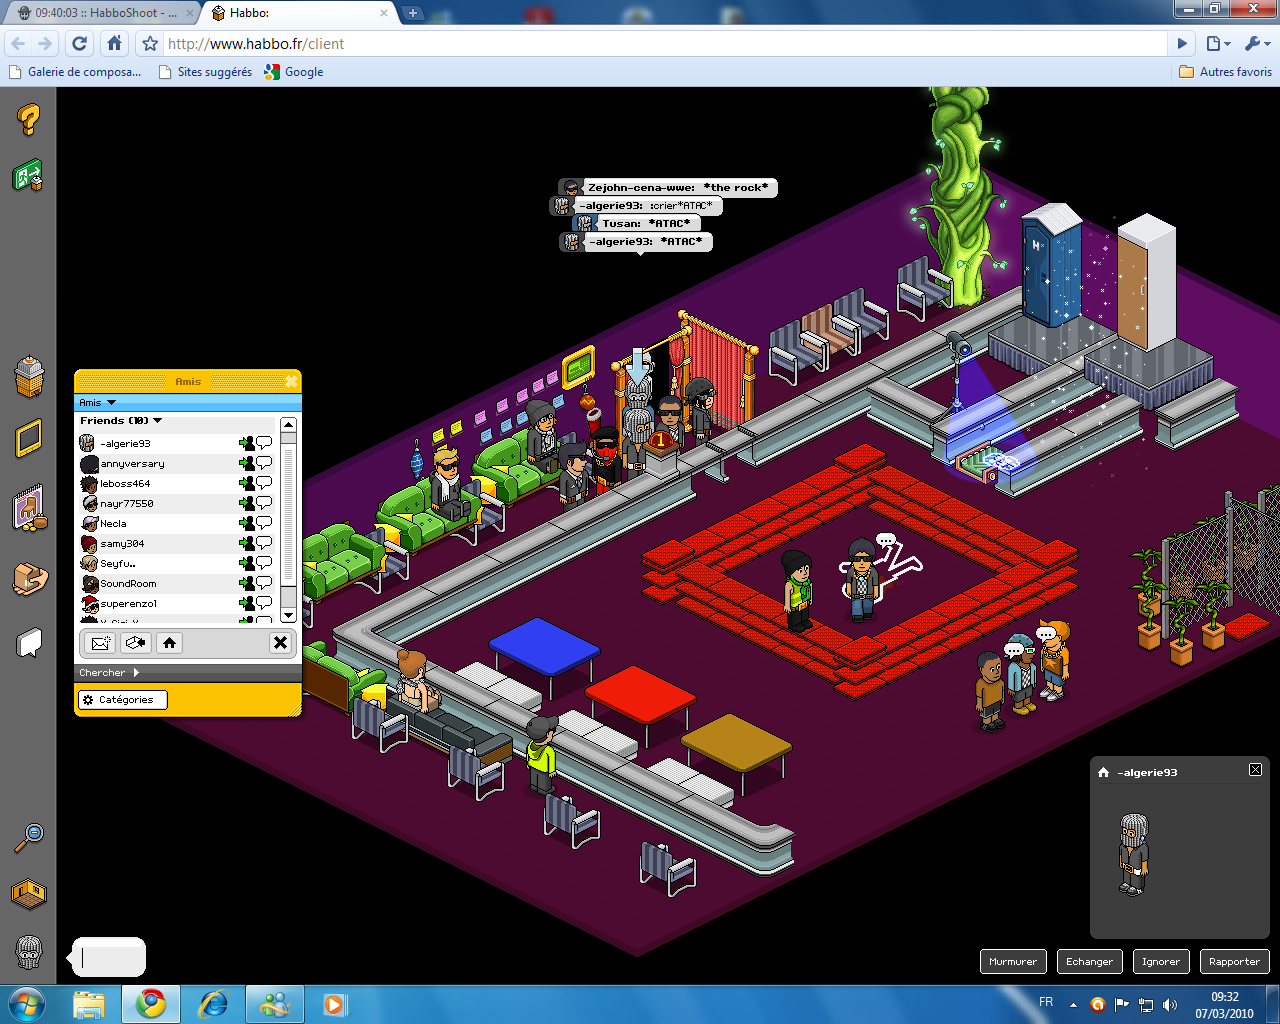 09:40:03 :: HabboShoot - ...
Habbo:
http://www.habbo.fr/client
Galerie de composa...
Sites suggérés
Google
Autres favoris
Zejohn-cena-wwe: *the rock*
-algerie93: :crier*ATAC*
Tusan: *ATAC*
-algerie93: *ATAC*
Amis
Amis
Friends (10)
-algerie93
annyversary
leboss464
nayr77550
Necla
samy304
Seyfu..
SoundRoom
superenzo1
Chercher
Catégories
1
H
-algerie93
Murmurer
Echanger
Ignorer
Rapporter
FR
09:32
07/03/2010